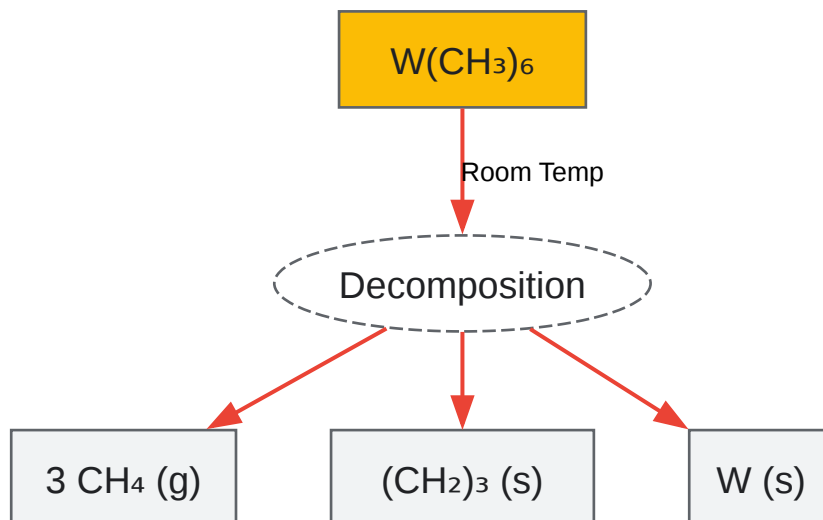 W(CH₃)₆
Room Temp
Decomposition
3 CH₄ (g)
(CH₂)₃ (s)
W (s)